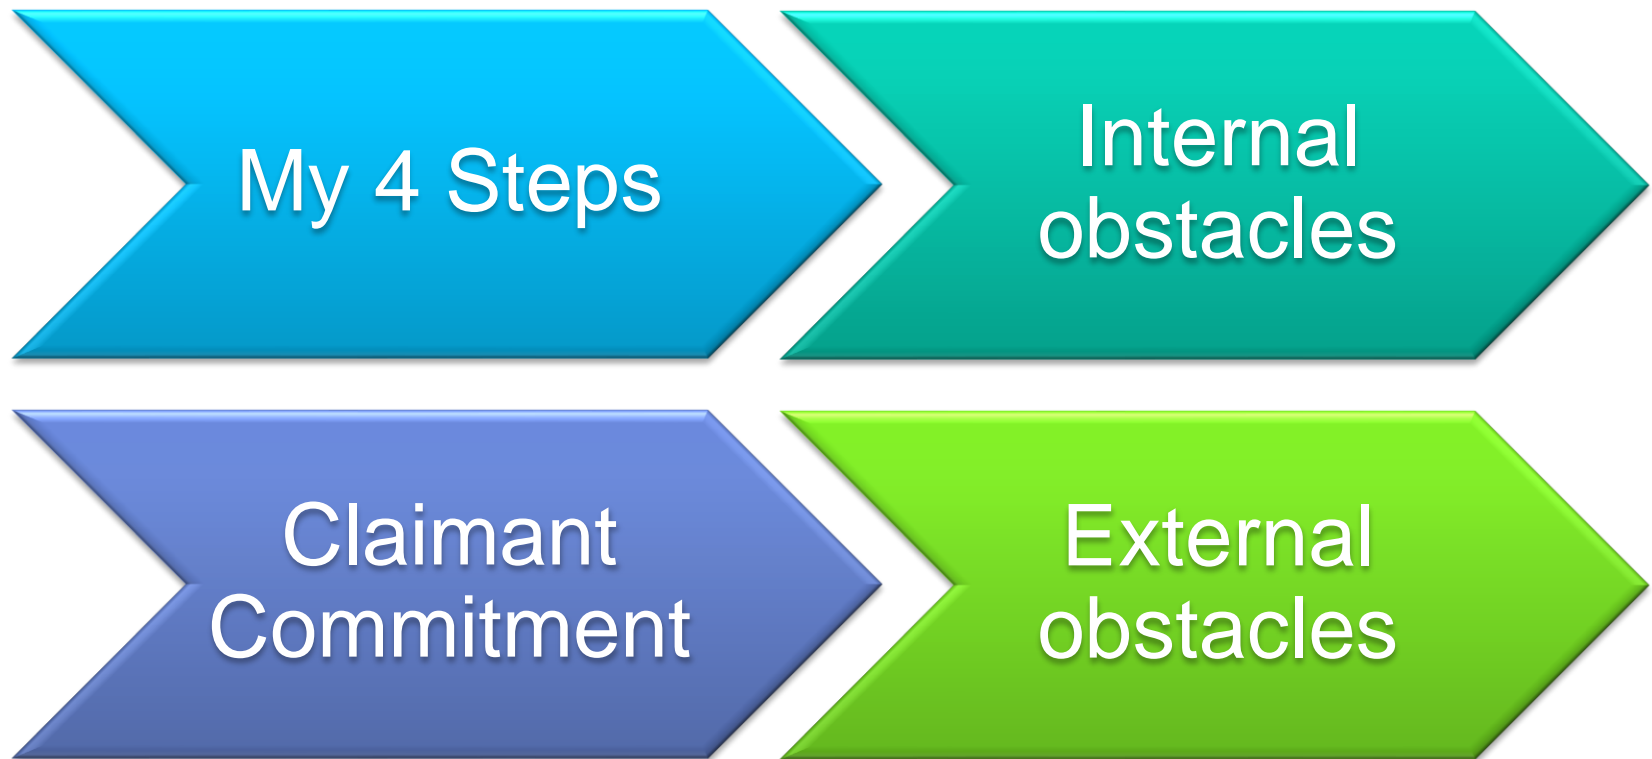 My 4 Steps
Internal
obstacles
Claimant
Commitment
External
obstacles